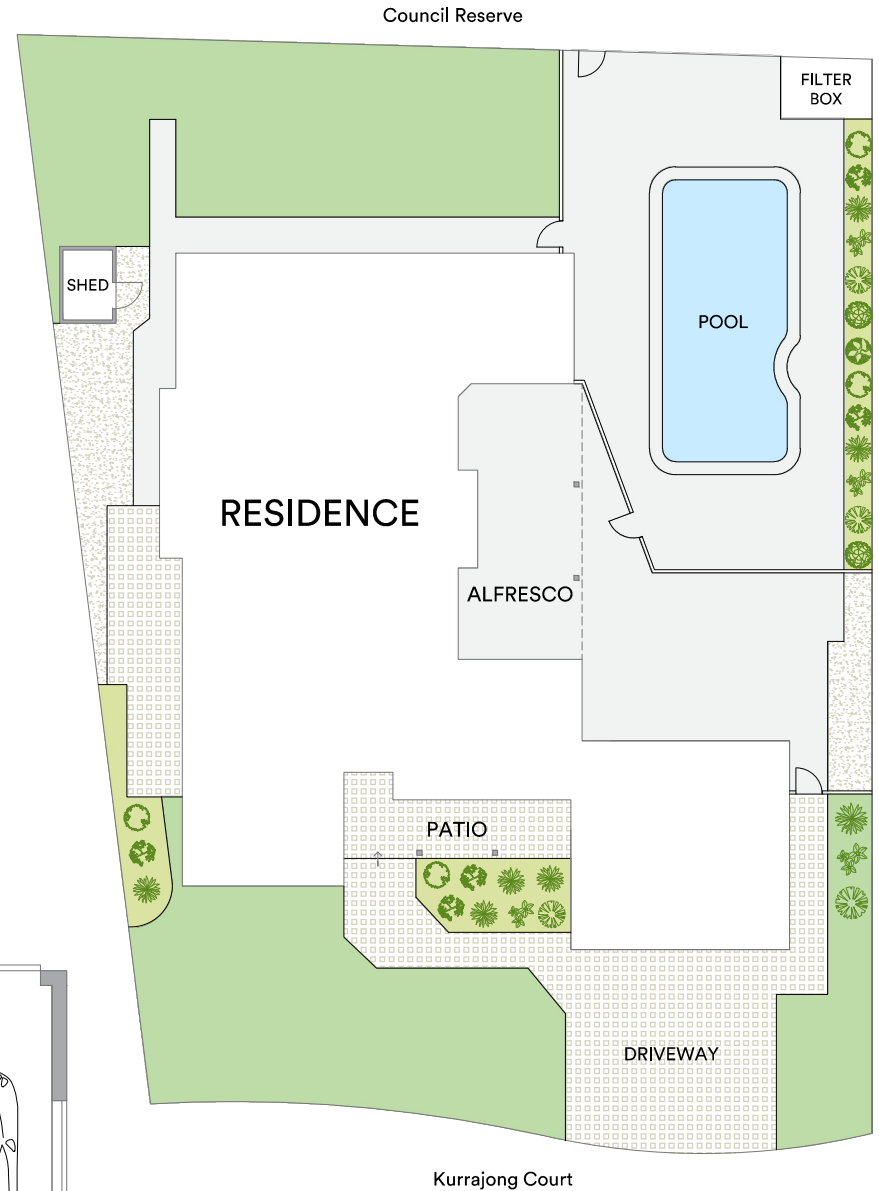 Council Reserve
FILTER
BOX
SHED
POOL
RESIDENCE
ALFRESCO
PATIO
DRIVEWAY
Kurrajong Court